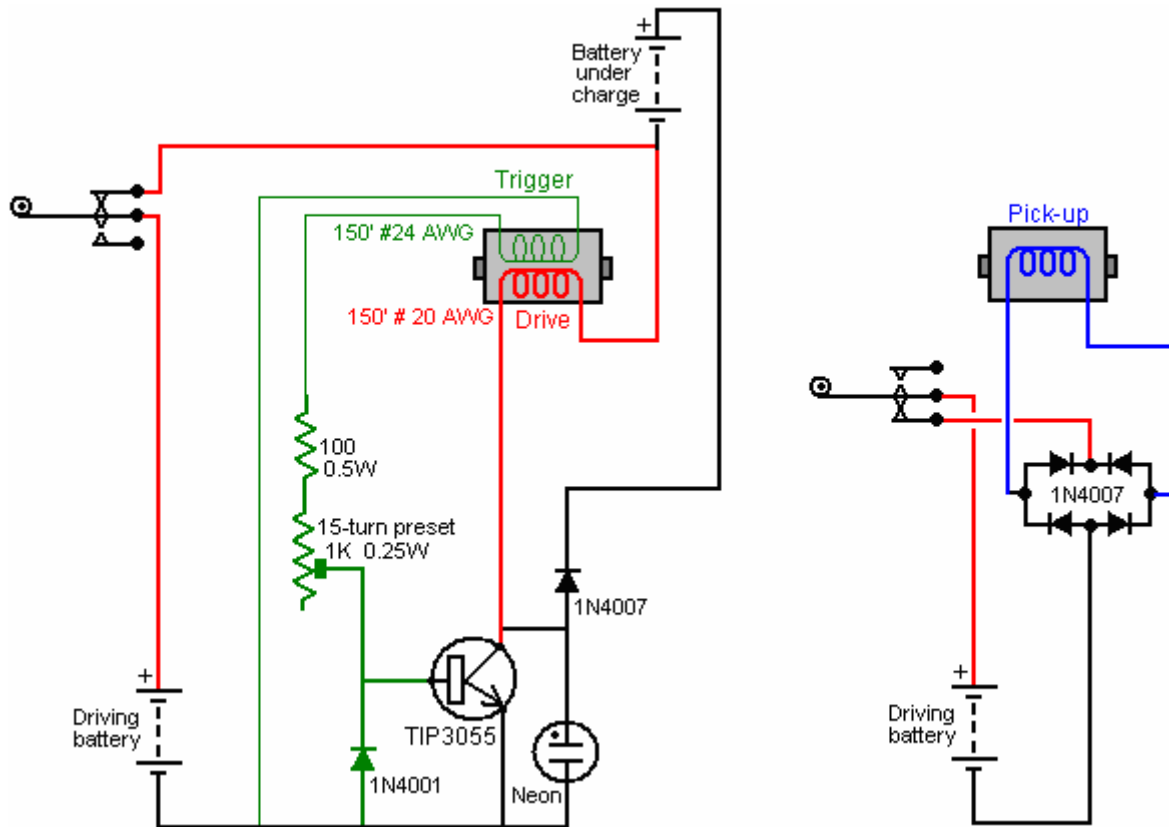 +
Battery
under
charge
Trigger
150' #24 AWG
150' # 20 AWG
Drive
100
0.5W
15-turn preset
1K 0.25W
1N4007
TIP3055
+
Driving
battery
1N4001
Neon
Pick-up
1N4007
+
Driving
battery